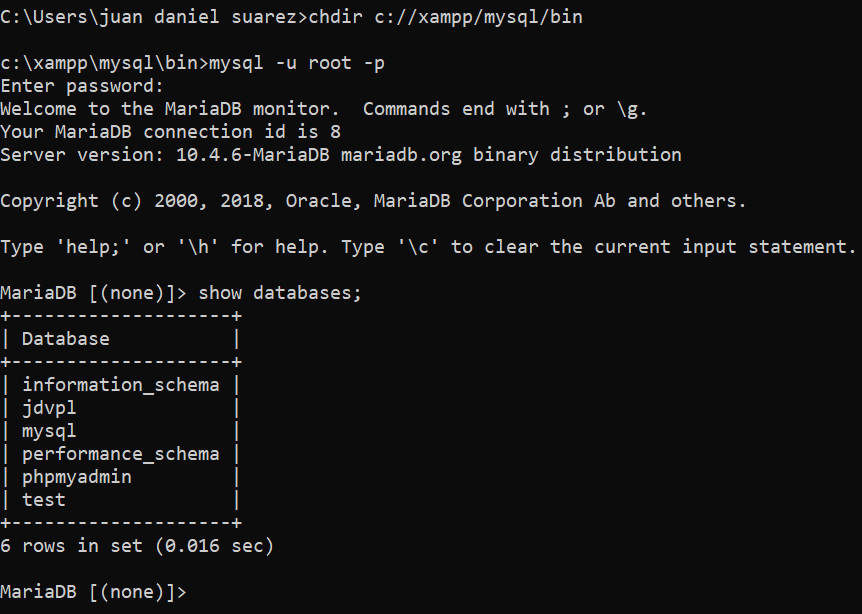 C:\Users\juan daniel suarez>chdir c://xampp/mysql/bin
c:\xampp\mysql\bin>mysql -u root -p
Enter password:
Welcome to the MariaDB monitor.  Commands end with ; or \g.
Your MariaDB connection id is 8
Server version: 10.4.6-MariaDB mariadb.org binary distribution
Copyright (c) 2000, 2018, Oracle, MariaDB Corporation Ab and others.
Type 'help;' or '\h' for help. Type '\c' to clear the current input statement.
MariaDB [(none)]> show databases;
+--------------------+
| Database           |
+--------------------+
| information_schema |
| jdvpl              |
| mysql              |
| performance_schema |
| phpmyadmin         |
| test               |
+--------------------+
6 rows in set (0.016 sec)
MariaDB [(none)]>